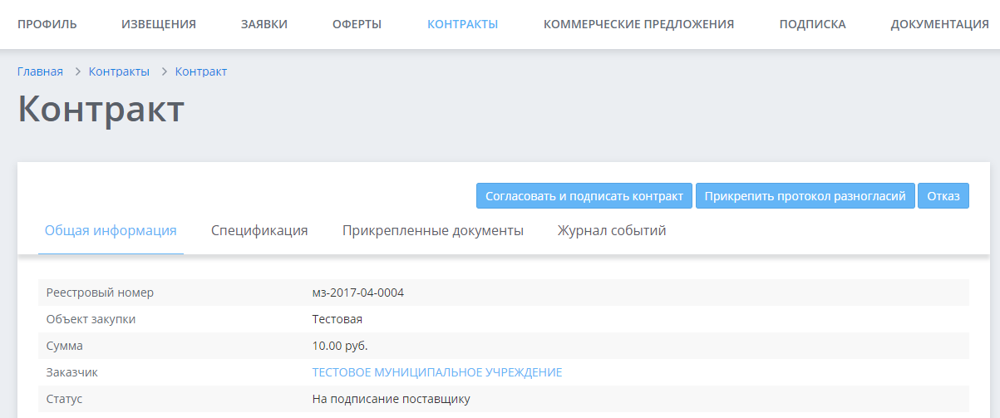 ПРОФИЛЬ ИЗВЕЩЕНИЯ ЗАЯВКИ ОФЕРТЫ КОНТРАКТЫ КОММЕРЧЕСКИЕ ПРЕДЛОЖЕНИЯ ПОДПИСКА ДОКУМЕНТАЦИЯ
Главная > Контракты > Контракт
Контракт
Согласовать и подписать контракт Прикрепить протокол разногласий Отказ
Общая информация Спецификация Прикрепленные документы Журнал событий
Реестровый номер мз-2017-04-0004
Объект закупки Тестовая
Сумма 10.00 руб.
Заказчик ТЕСТОВОЕ МУНИЦИПАЛЬНОЕ УЧРЕЖДЕНИЕ
Статус На подписание поставщику